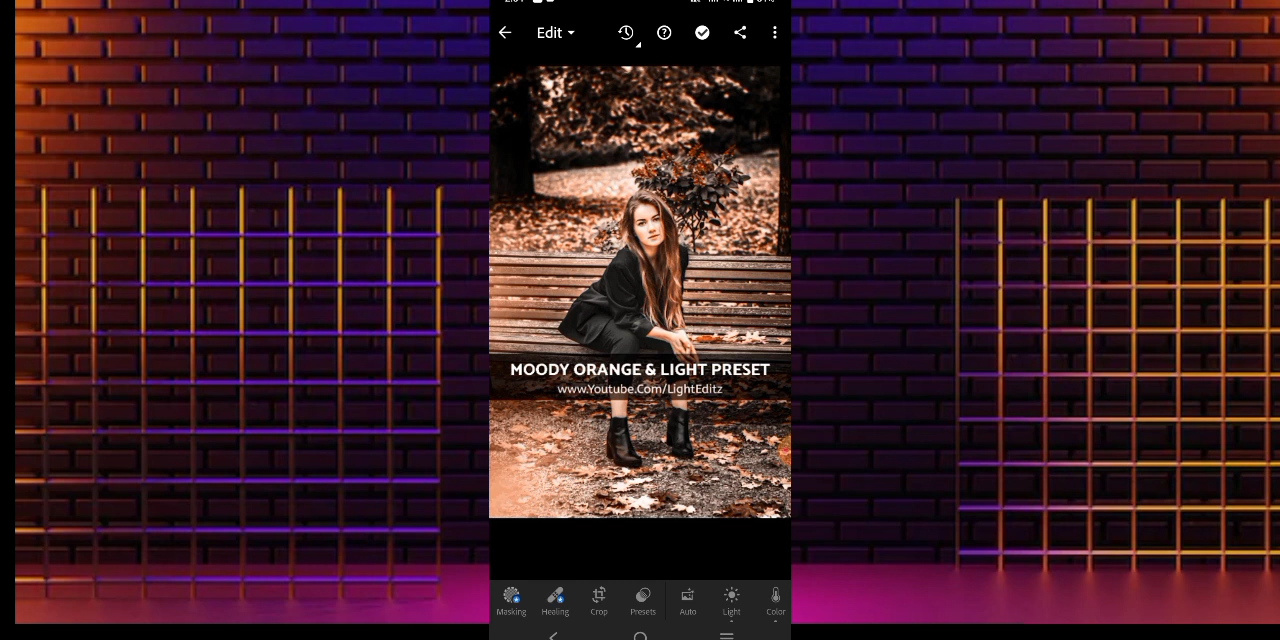 Edit
MOODY ORANGE & LIGHT PRESET
www.Youtube.Com/LightEditz
Masking Healing Crop Presets Auto Light Color